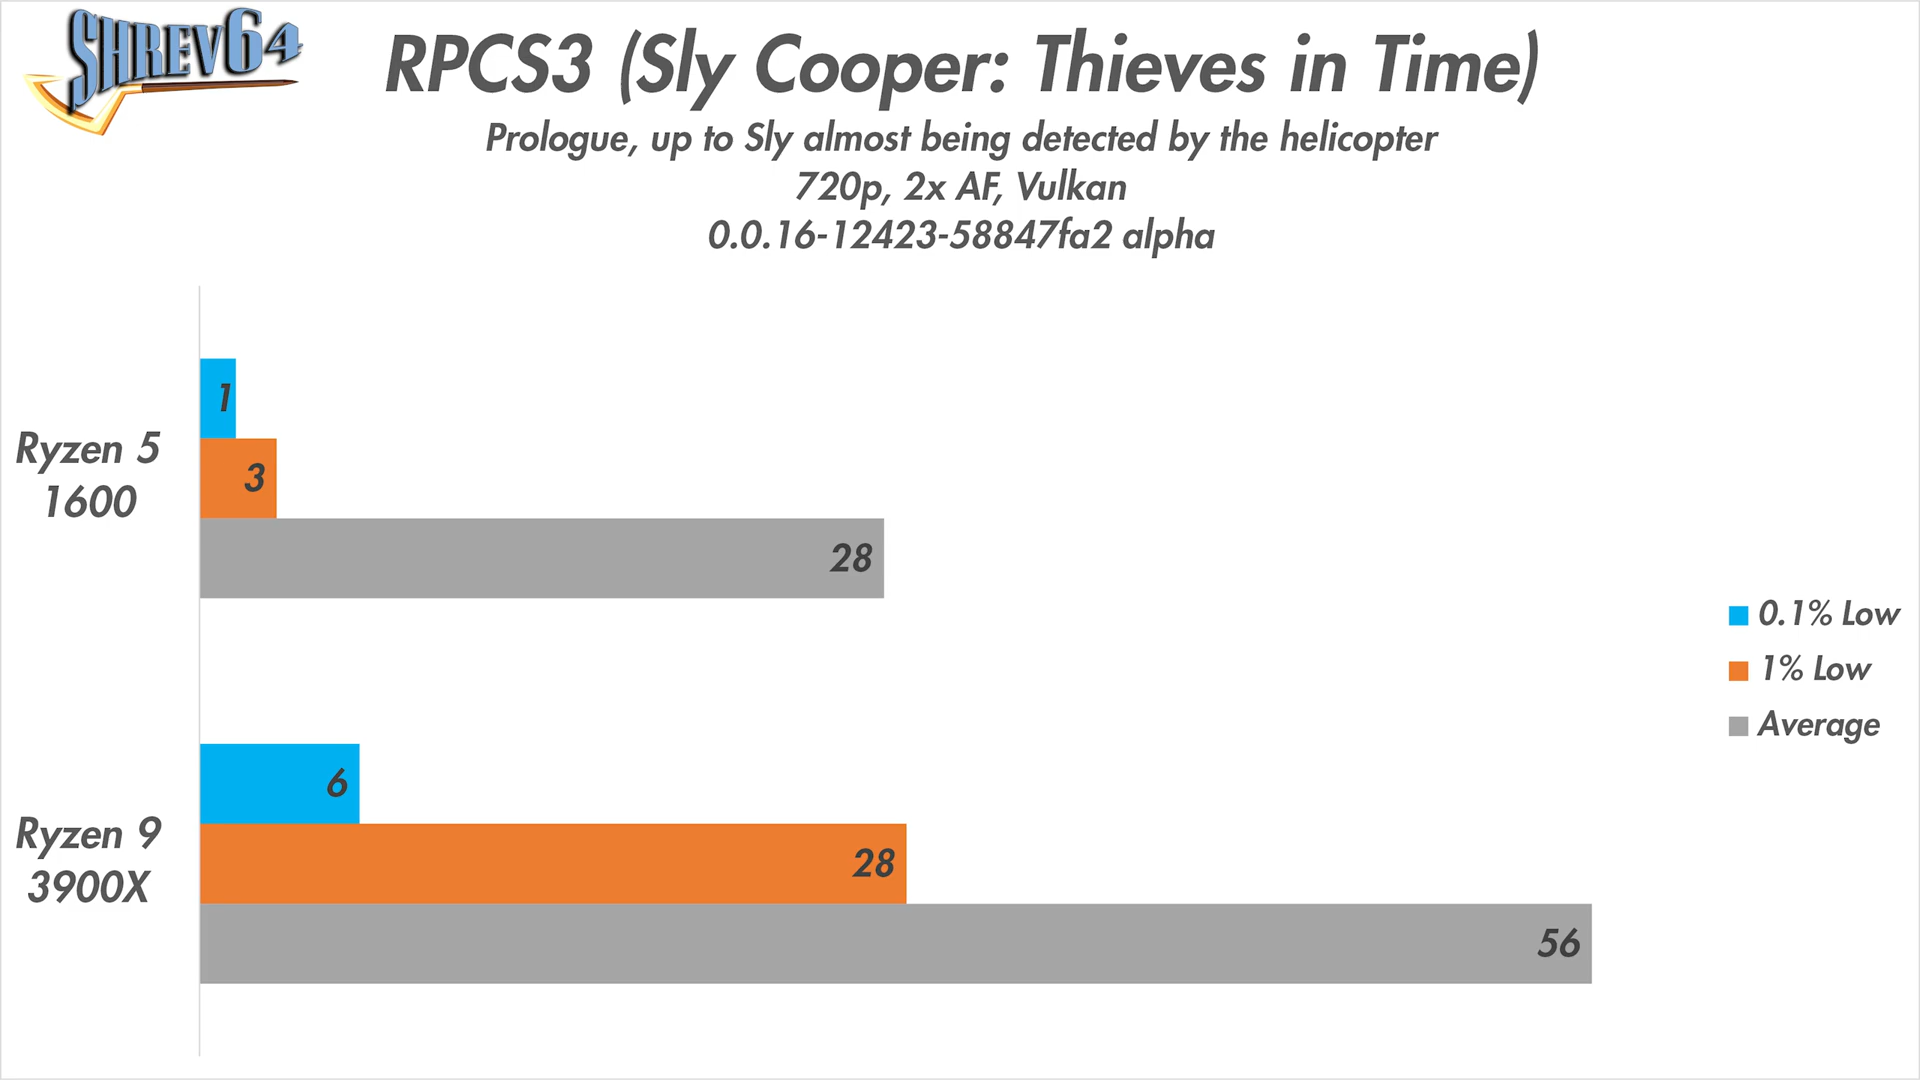 SHREV64
RPCS3 (Sly Cooper: Thieves in Time)
Prologue, up to Sly almost being detected by the helicopter
720p, 2x AF, Vulkan
0.0.16-12423-58847fa2 alpha
Ryzen 5
1600
1
3
28
Ryzen 9
3900X
6
28
56
0.1% Low
1% Low
Average